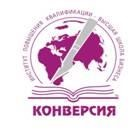 ИНСТИТУТ ПОВЫШЕНИЯ КВАЛИФИКАЦИИ ВЫСШАЯ ШКОЛА БИЗНЕСА
КОНВЕРСИЯ